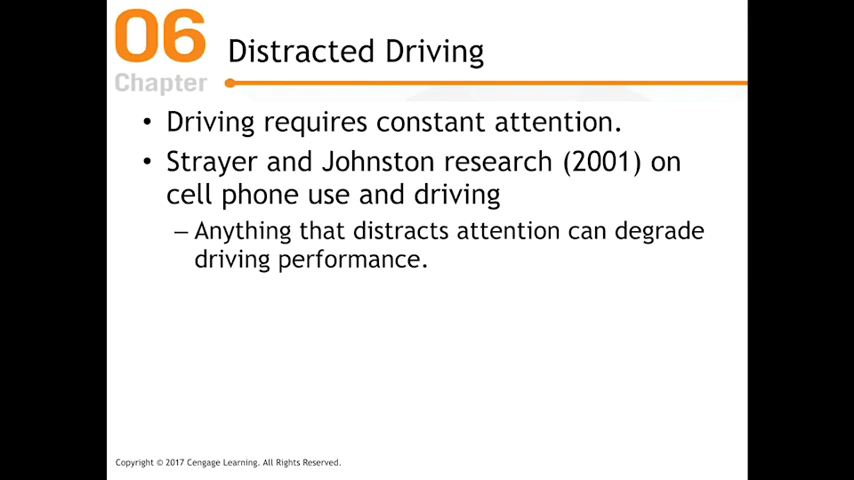 06
Chapter
Distracted Driving
• Driving requires constant attention.
• Strayer and Johnston research (2001) on
cell phone use and driving
– Anything that distracts attention can degrade
driving performance.
Copyright © 2017 Cengage Learning. All Rights Reserved.